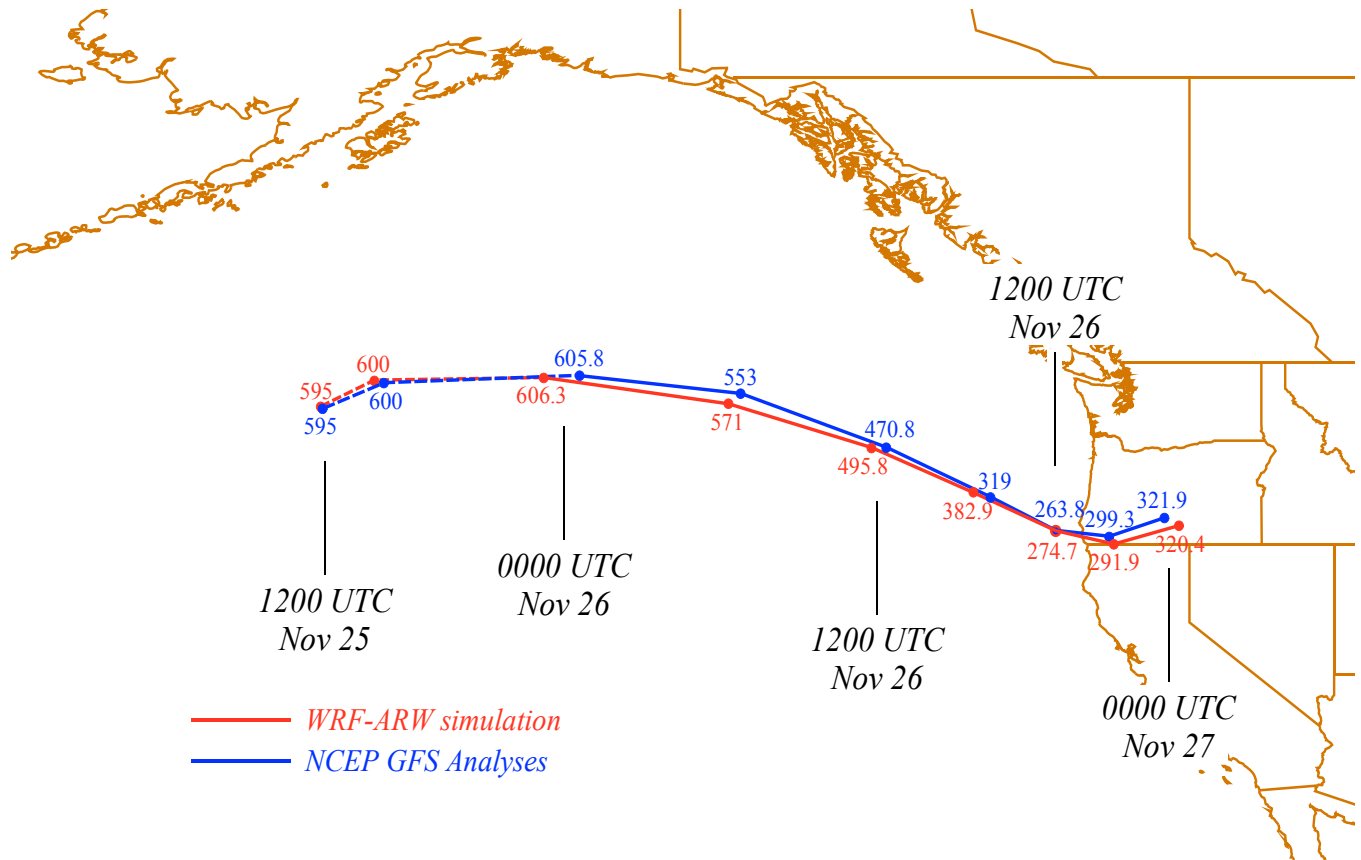 1200 UTC
Nov 26
600
595
595
600
605.8
606.3
553
571
470.8
495.8
319
382.9
263.8
274.7
299.3
291.9
321.9
320.4
1200 UTC
Nov 25
0000 UTC
Nov 26
1200 UTC
Nov 26
0000 UTC
Nov 27
WRF-ARW simulation
NCEP GFS Analyses